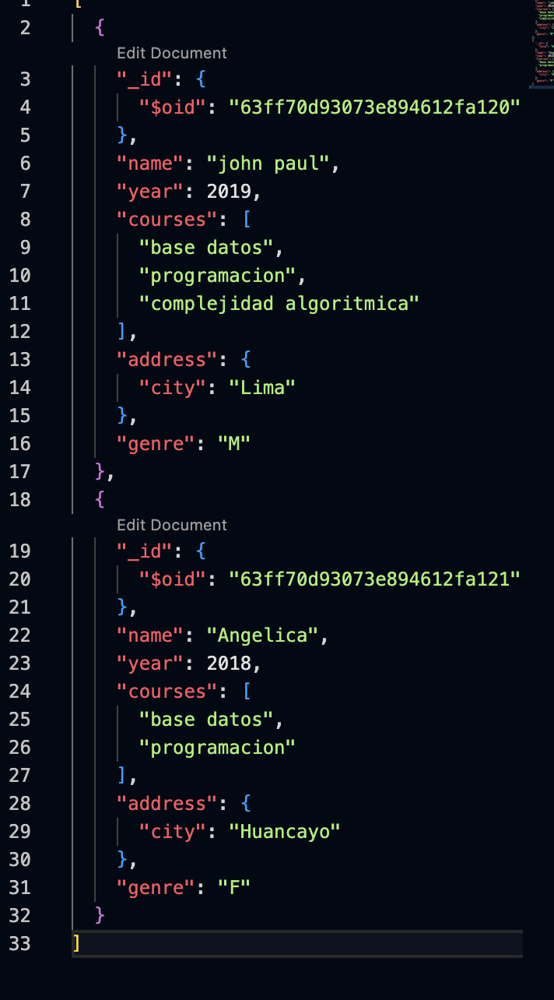 1 [
2 {
Edit Document
3 "_id": {
4 "$oid": "63ff70d93073e894612fa120"
5 },
6 "name": "john paul",
7 "year": 2019,
8 "courses": [
9 "base datos",
10 "programacion",
11 "complejidad algoritmica"
12 ],
13 "address": {
14 "city": "Lima"
15 },
16 "genre": "M"
17 },
18 {
Edit Document
19 "_id": {
20 "$oid": "63ff70d93073e894612fa121"
21 },
22 "name": "Angelica",
23 "year": 2018,
24 "courses": [
25 "base datos",
26 "programacion"
27 ],
28 "address": {
29 "city": "Huancayo"
30 },
31 "genre": "F"
32 }
33 ]